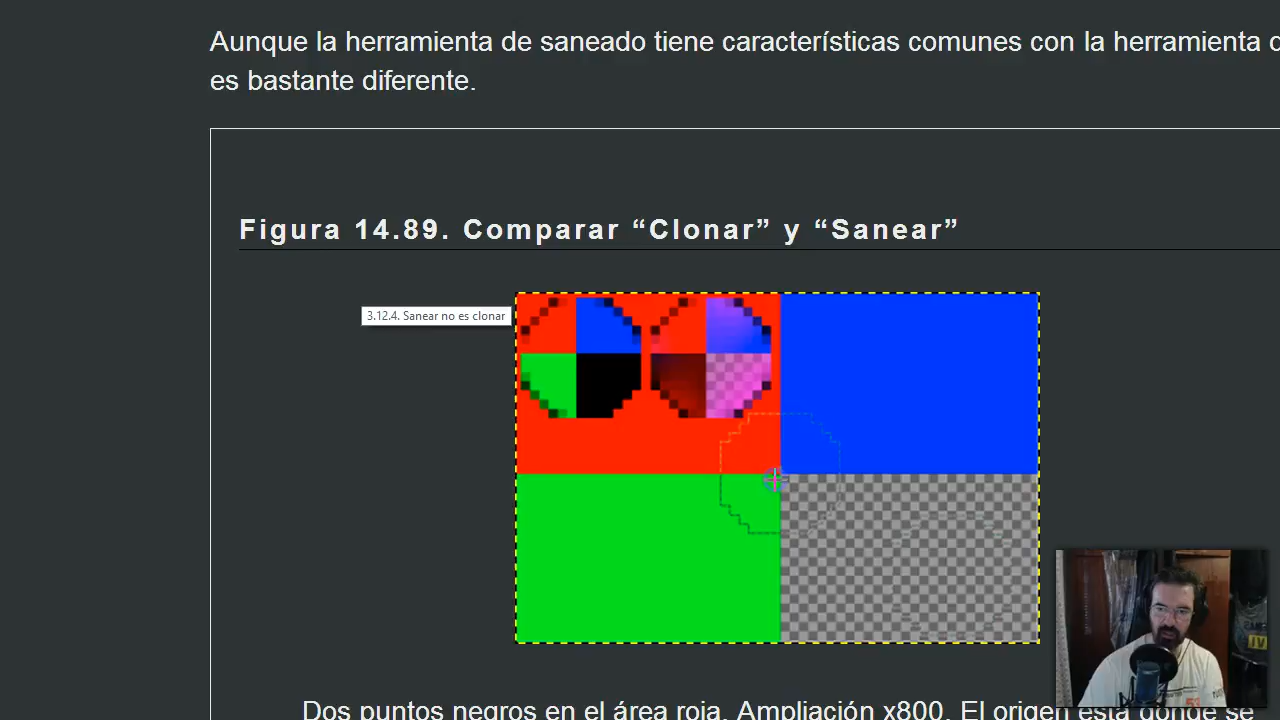 Aunque la herramienta de saneado tiene características comunes con la herramienta
es bastante diferente.
Figura 14.89. Comparar “Clonar” y “Sanear”
3.12.4. Sanear no es clonar
Dos puntos negros en el área roja. Ampliación x800. El origen está donde se